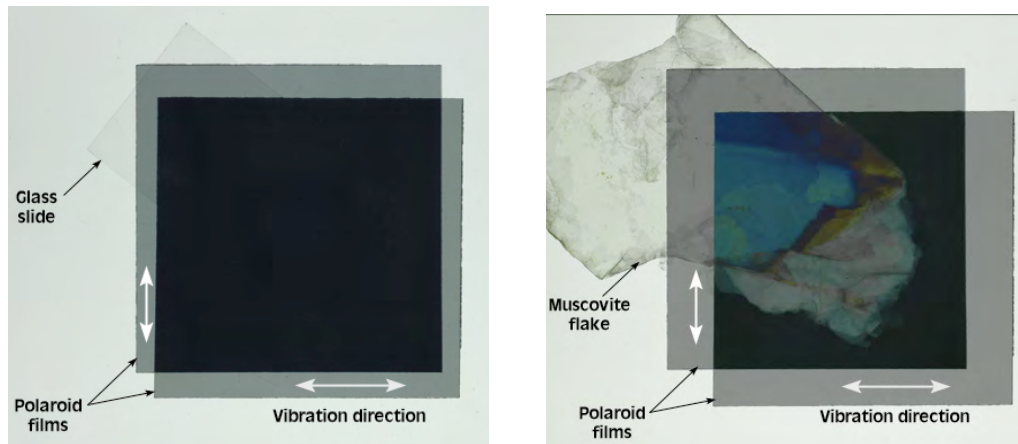 Glass
slide
Polaroid
films
Vibration direction
Muscovite
flake
Polaroid
films
Vibration direction